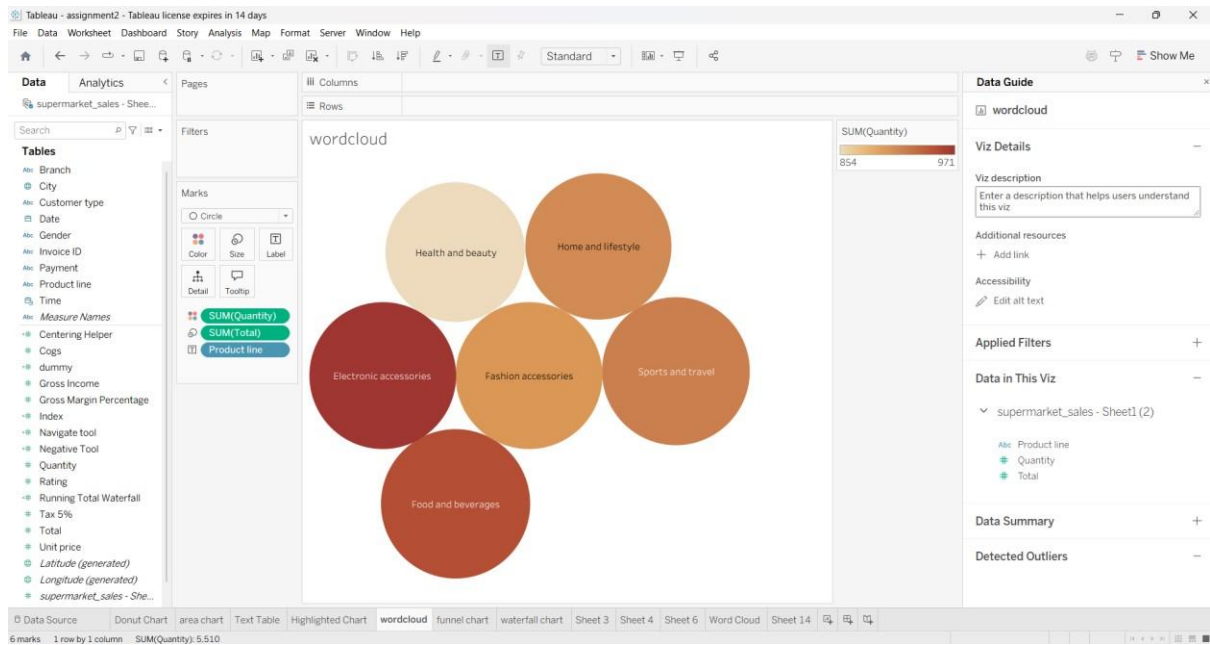 Tableau - assignment2 - Tableau license expires in 14 days
File Data Worksheet Dashboard Story Analysis Map Format Server Window Help
Standard
Show Me
Data Analytics
supermarket_sales - Shee...
Search
Tables
Abc Branch
City
Abc Customer type
Date
Abc Gender
Abc Invoice ID
Abc Payment
Abc Product line
Time
Abc Measure Names
Centering Helper
Cogs
dummy
Gross Income
Gross Margin Percentage
Index
Navigate tool
Negative Tool
Quantity
Rating
Running Total Waterfall
Tax 5%
Total
Unit price
Latitude (generated)
Longitude (generated)
supermarket_sales - She...
Pages
Filters
Marks
Circle
Color Size Label
Detail Tooltip
SUM(Quantity)
SUM(Total)
Product line
Columns
Rows
wordcloud
Health and beauty
Home and lifestyle
Electronic accessories
Fashion accessories
Sports and travel
Food and beverages
SUM(Quantity)
854 971
Data Guide
wordcloud
Viz Details
Viz description
Enter a description that helps users understand
this viz
Additional resources
+ Add link
Accessibility
Edit alt text
Applied Filters
Data in This Viz
supermarket_sales - Sheet1 (2)
Abc Product line
Quantity
Total
Data Summary
Detected Outliers
Data Source Donut Chart area chart Text Table Highlighted Chart wordcloud funnel chart waterfall chart Sheet 3 Sheet 4 Sheet 6 Word Cloud Sheet 14
6 marks 1 row by 1 column SUM(Quantity): 5,510